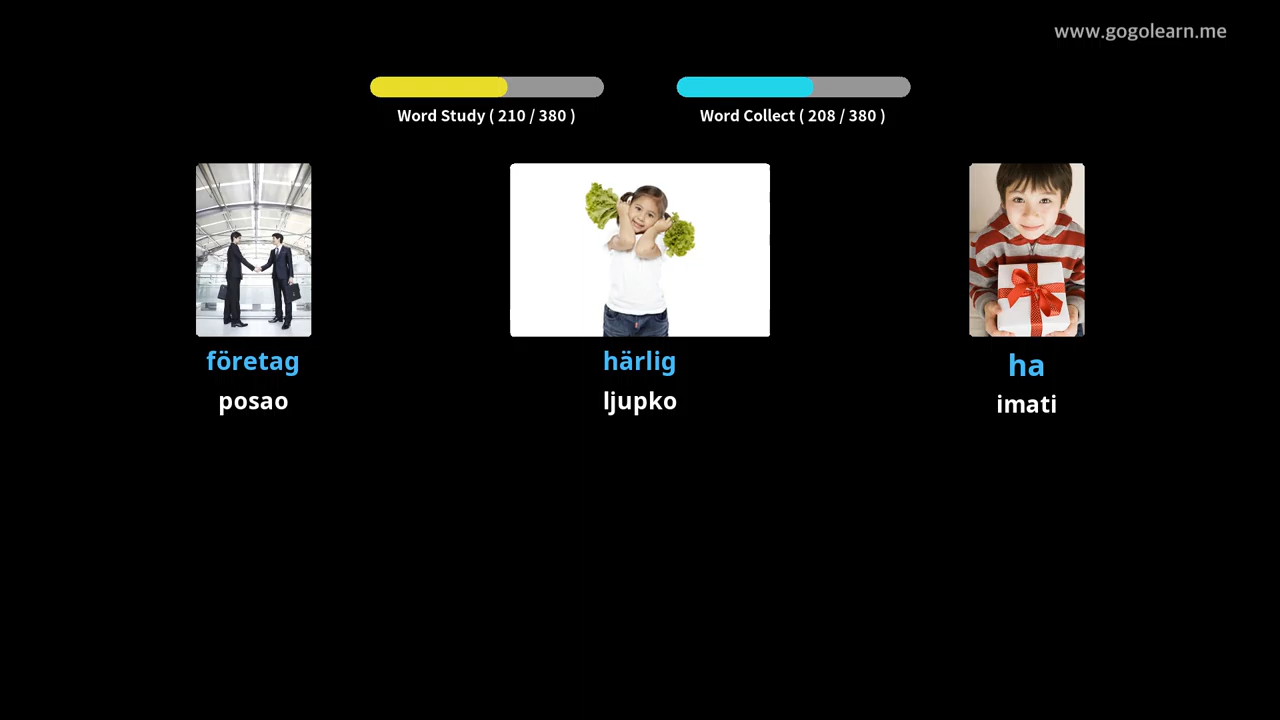 www.gogolearn.me
Word Study ( 210 / 380 )
Word Collect ( 208 / 380 )
företag
härlig
ha
posao
ljupko
imati